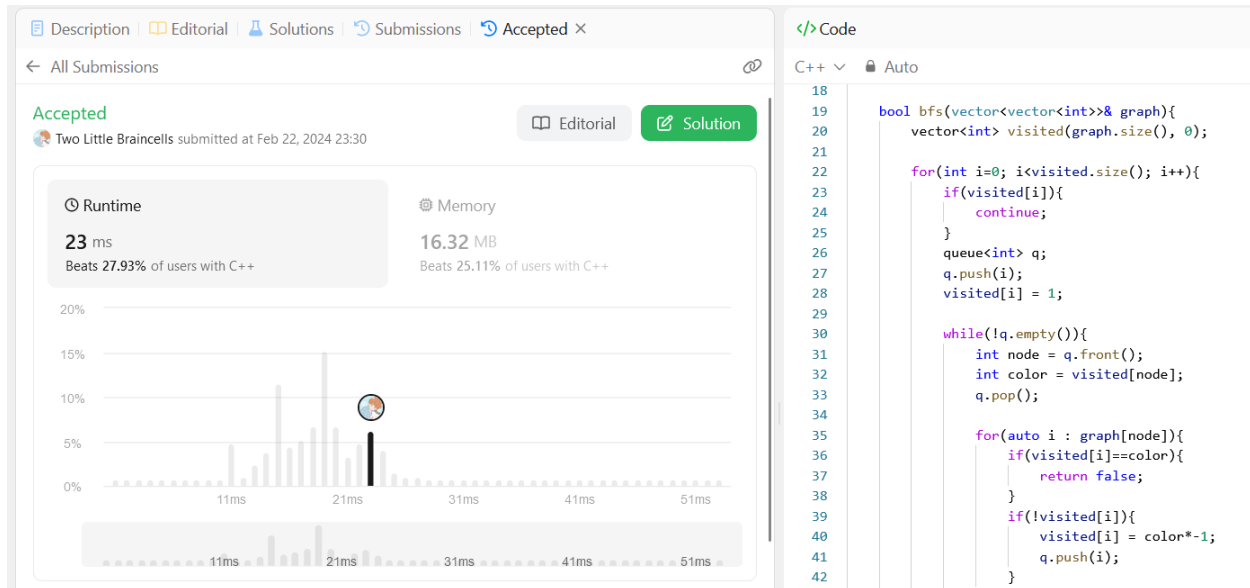 Description Editorial Solutions Submissions Accepted
All Submissions
Accepted
Two Little Braincells submitted at Feb 22, 2024 23:30
Editorial
Solution
Runtime
23 ms
Beats 27.93% of users with C++
Memory
16.32 MB
Beats 25.11% of users with C++
20%
15%
10%
5%
0%
11ms 21ms 31ms 41ms 51ms
11ms 21ms 31ms 41ms 51ms
</> Code
C++ Auto
18
19 bool bfs(vector<vector<int>>& graph){
20 vector<int> visited(graph.size(), 0);
21
22 for(int i=0; i<visited.size(); i++){
23 if(visited[i]){
24 continue;
25 }
26 queue<int> q;
27 q.push(i);
28 visited[i] = 1;
29
30 while(!q.empty()){
31 int node = q.front();
32 int color = visited[node];
33 q.pop();
34
35 for(auto i : graph[node]){
36 if(visited[i]==color){
37 return false;
38 }
39 if(!visited[i]){
40 visited[i] = color*-1;
41 q.push(i);
42 }